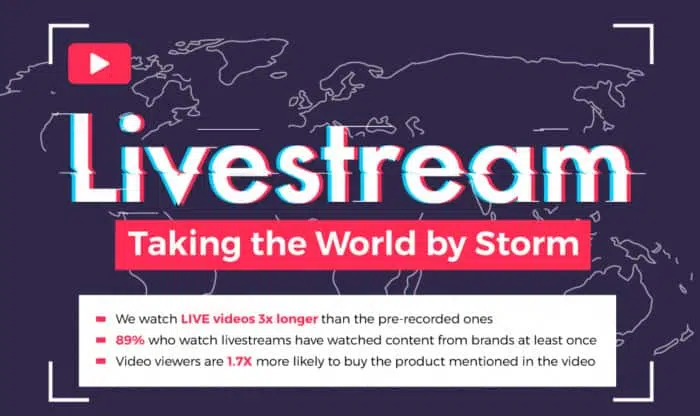 Livestream
Taking the World by Storm
We watch LIVE videos 3x longer than the pre-recorded ones
89% who watch livestreams have watched content from brands at least once
Video viewers are 1.7X more likely to buy the product mentioned in the video